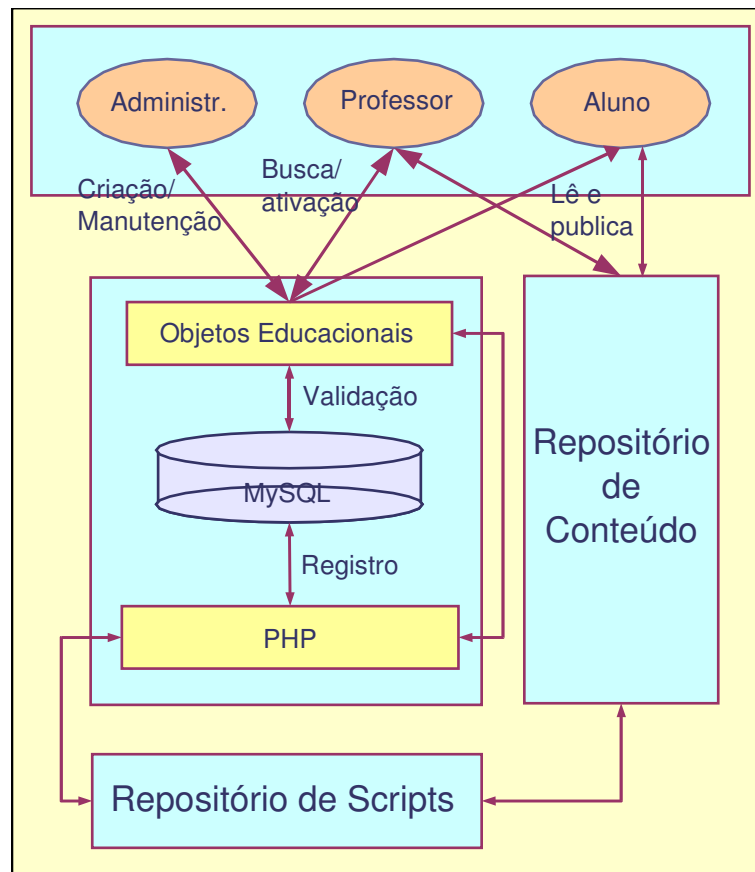 Administr.
Professor
Aluno
Criação/
Manutenção
Busca/
ativação
Lê e
publica
Objetos Educacionais
Validação
MySQL
Registro
PHP
Repositório
de
Conteúdo
Repositório de Scripts